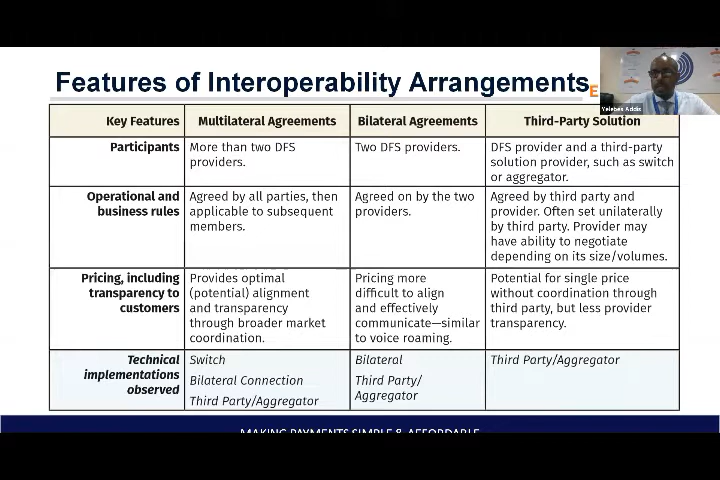 Features of Interoperability Arrangements
E
Yelebes Addis
Key Features
Multilateral Agreements
Bilateral Agreements
Third-Party Solution
Participants
More than two DFS
providers.
Two DFS providers.
DFS provider and a third-party
solution provider, such as switch
or aggregator.
Operational and
business rules
Agreed by all parties, then
applicable to subsequent
members.
Agreed on by the two
providers.
Agreed by third party and
provider. Often set unilaterally
by third party. Provider may
have ability to negotiate
depending on its size/volumes.
Pricing, including
transparency to
customers
Provides optimal
(potential) alignment
and transparency
through broader market
coordination.
Pricing more
difficult to align
and effectively
communicate—similar
to voice roaming.
Potential for single price
without coordination through
third party, but less provider
transparency.
Technical
implementations
observed
Switch
Bilateral Connection
Third Party/Aggregator
Bilateral
Third Party/
Aggregator
Third Party/Aggregator
MAKING PAYMENTS SIMPLE & AFFORDABLE